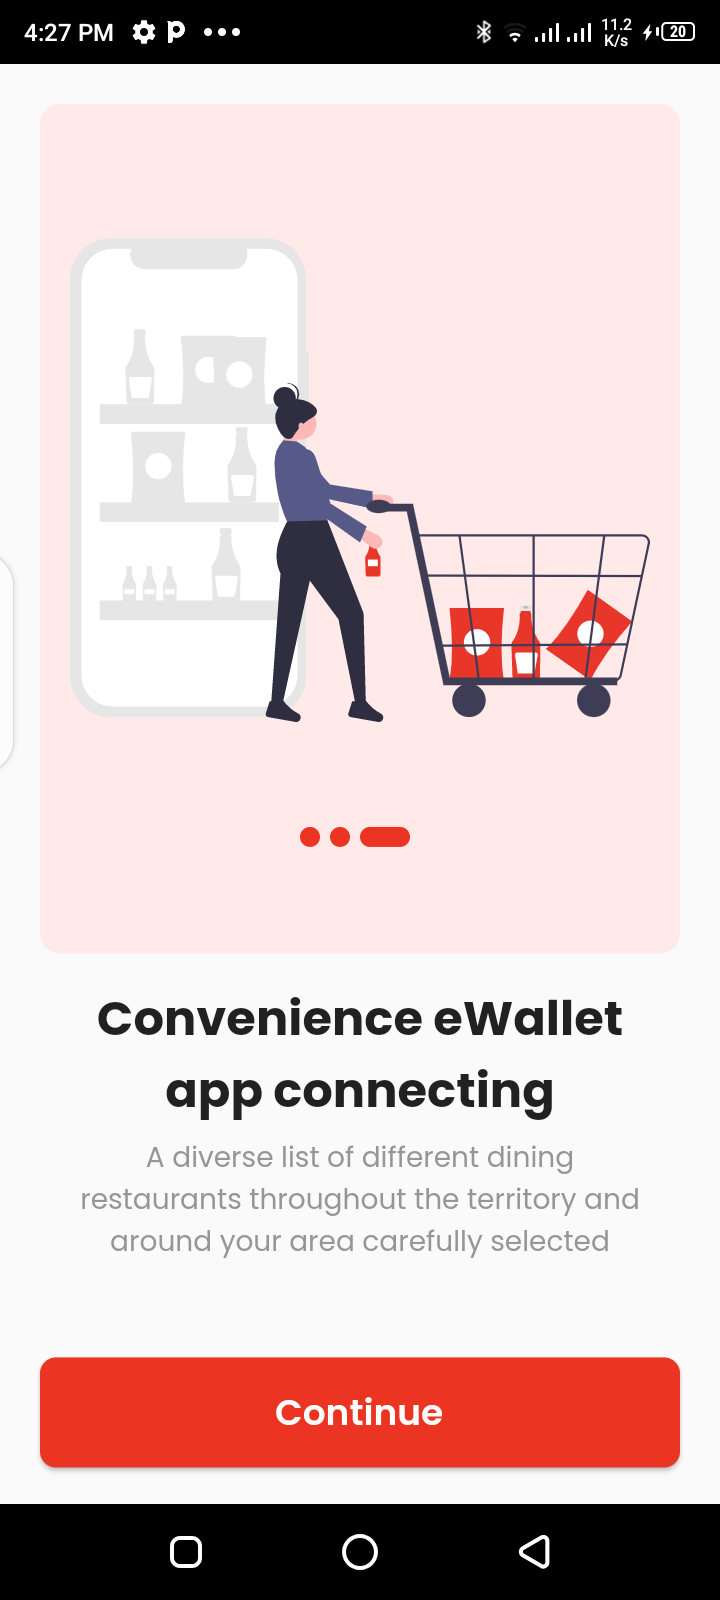 4:27 PM
11.2
K/s
20
Convenience eWallet
app connecting
A diverse list of different dining
restaurants throughout the territory and
around your area carefully selected
Continue